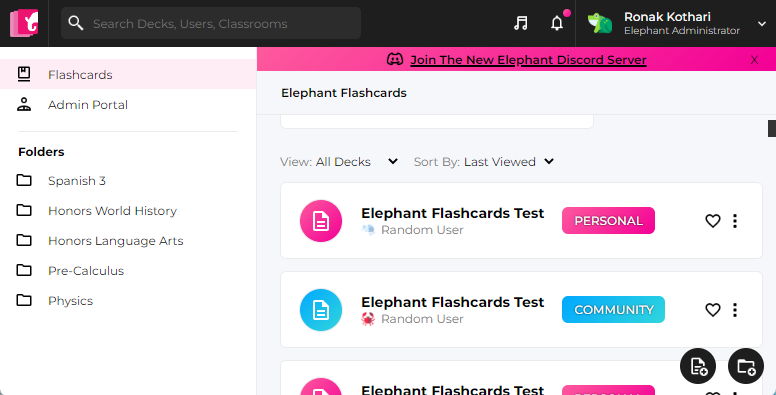 Search Decks, Users, Classrooms
Ronak Kothari
Elephant Administrator
Flashcards
Admin Portal
Folders
Spanish 3
Honors World History
Honors Language Arts
Pre-Calculus
Physics
Join The New Elephant Discord Server X
Elephant Flashcards
View: All Decks Sort By: Last Viewed
Elephant Flashcards Test PERSONAL
Random User
Elephant Flashcards Test COMMUNITY
Random User
Elephant Flashcards Test PERSONAL